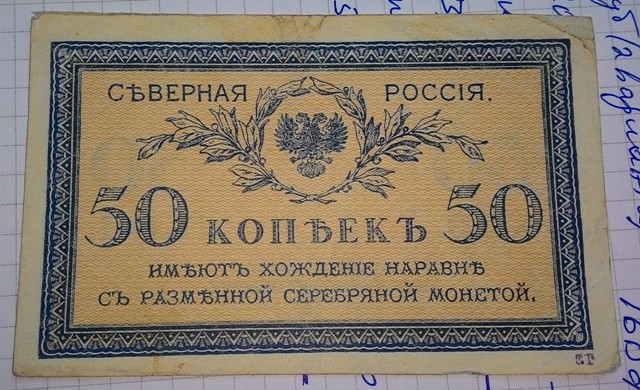 СѢВЕРНАЯ РОССІЯ.
50 КОПѢЕКЪ 50
ИМѢЮТЪ ХОЖДЕНІЕ НАРАВНѢ
СЪ РАЗМѢННОЙ СЕРЕБРЯНОЙ МОНЕТОЙ.